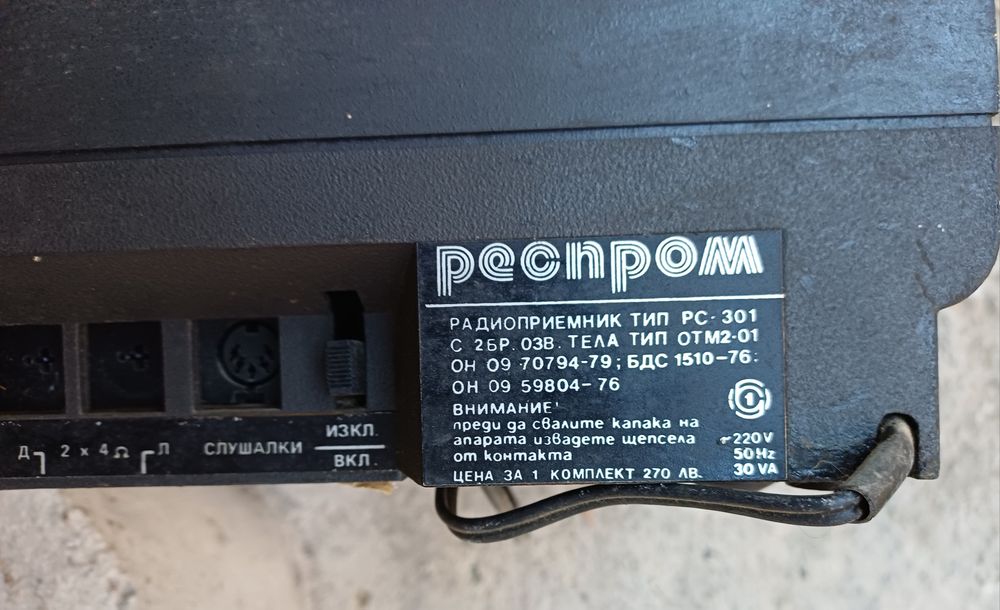 респром
РАДИОПРИЕМНИК ТИП РС-301
С 2БР. ОЗВ. ТЕЛА ТИП ОТМ2-01
ОН 09 70794-79; БДС 1510-76;
ОН 09 59804-76
ВНИМАНИЕ!
преди да свалите капака на
апарата извадете щепсела
от контакта
1
~220V
50Hz
30 VA
ЦЕНА ЗА 1 КОМПЛЕКТ 270 ЛВ.
Д 2 x 4Ω Л
СЛУШАЛКИ
ИЗКЛ.
ВКЛ.